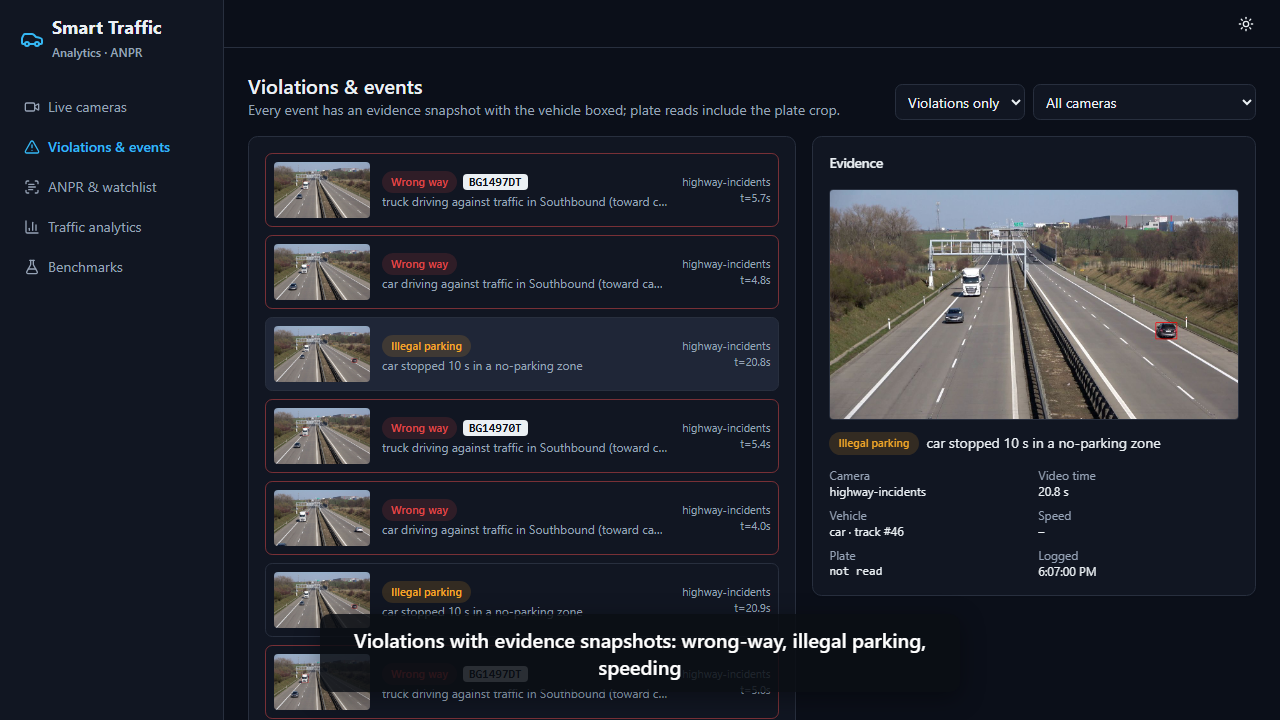 Smart Traffic
Analytics · ANPR
Live cameras
Violations & events
ANPR & watchlist
Traffic analytics
Benchmarks
Violations & events
Every event has an evidence snapshot with the vehicle boxed; plate reads include the plate crop.
Violations only
All cameras
Wrong way BG1497DT highway-incidents
truck driving against traffic in Southbound (toward c... t=5.7s
Wrong way highway-incidents
car driving against traffic in Southbound (toward ca... t=4.8s
Illegal parking highway-incidents
car stopped 10 s in a no-parking zone t=20.8s
Wrong way BG14970T highway-incidents
truck driving against traffic in Southbound (toward c... t=5.4s
Wrong way highway-incidents
car driving against traffic in Southbound (toward ca... t=4.0s
Illegal parking highway-incidents
car stopped 10 s in a no-parking zone t=20.9s
Wrong way BG1497DT highway-incidents
truck driving against traffic in Southbound (toward c...
Evidence
Illegal parking car stopped 10 s in a no-parking zone
Camera Video time
highway-incidents 20.8 s
Vehicle Speed
car · track #46 –
Plate Logged
not read 6:07:00 PM
Violations with evidence snapshots: wrong-way, illegal parking,
speeding